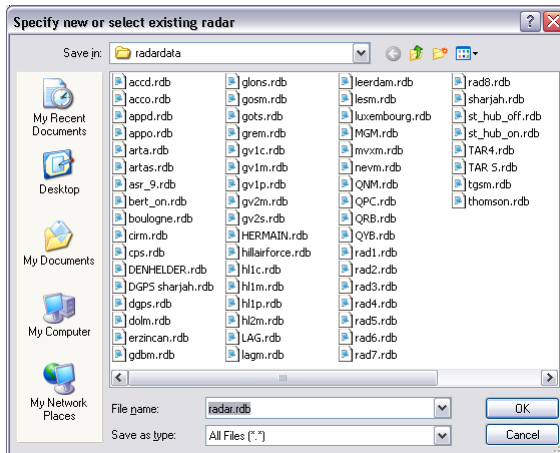 Specify new or select existing radar
Save in: radardata
My Recent Documents
Desktop
My Documents
My Computer
My Network Places
accd.rdb
acco.rdb
appd.rdb
appo.rdb
arta.rdb
artas.rdb
asr_9.rdb
bert_on.rdb
boulogne.rdb
cirm.rdb
cps.rdb
DENHELDER.rdb
DGPS sharjah.rdb
dgps.rdb
dolm.rdb
erzincan.rdb
gdbm.rdb
glons.rdb
gosm.rdb
gots.rdb
grem.rdb
gv1c.rdb
gv1m.rdb
gv1p.rdb
gv2m.rdb
gv2s.rdb
HERMAIN.rdb
hillairforce.rdb
hl1c.rdb
hl1m.rdb
hl1p.rdb
hl2m.rdb
LAG.rdb
lagm.rdb
leerdam.rdb
lesm.rdb
luxembourg.rdb
MGM.rdb
mvxm.rdb
nevm.rdb
QNM.rdb
QPC.rdb
QRB.rdb
QYB.rdb
rad1.rdb
rad2.rdb
rad3.rdb
rad4.rdb
rad5.rdb
rad6.rdb
rad7.rdb
rad8.rdb
sharjah.rdb
st_hub_off.rdb
st_hub_on.rdb
TAR4.rdb
TAR S.rdb
tgsm.rdb
thomson.rdb
File name: radar.rdb
OK
Save as type: All Files (*.*)
Cancel